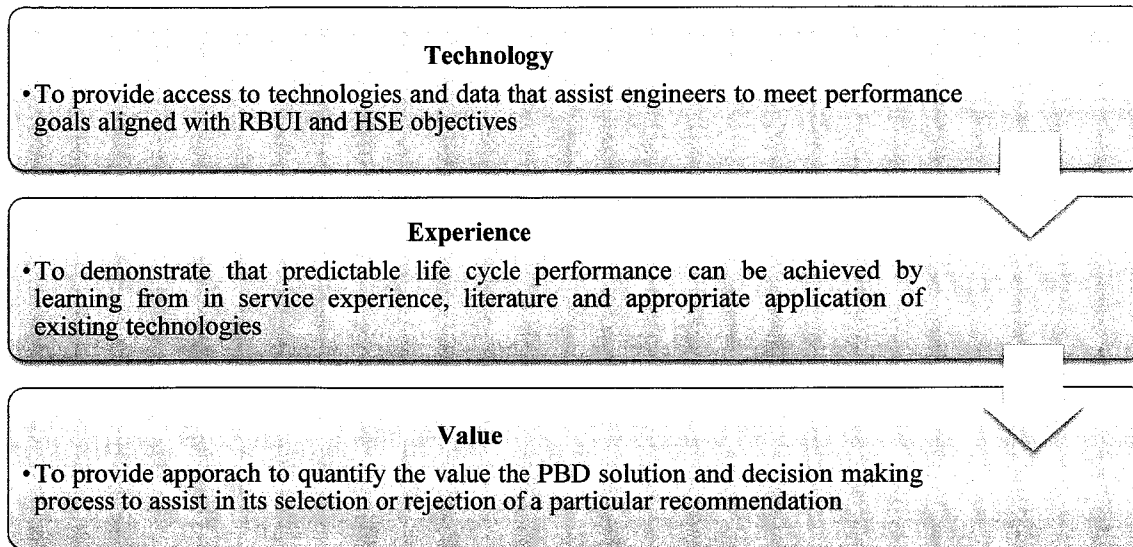 Technology
•To provide access to technologies and data that assist engineers to meet performance
goals aligned with RBUI and HSE objectives
Experience
•To demonstrate that predictable life cycle performance can be achieved by
learning from in service experience, literature and appropriate application of
existing technologies
Value
•To provide apporach to quantify the value the PBD solution and decision making
process to assist in its selection or rejection of a particular recommendation